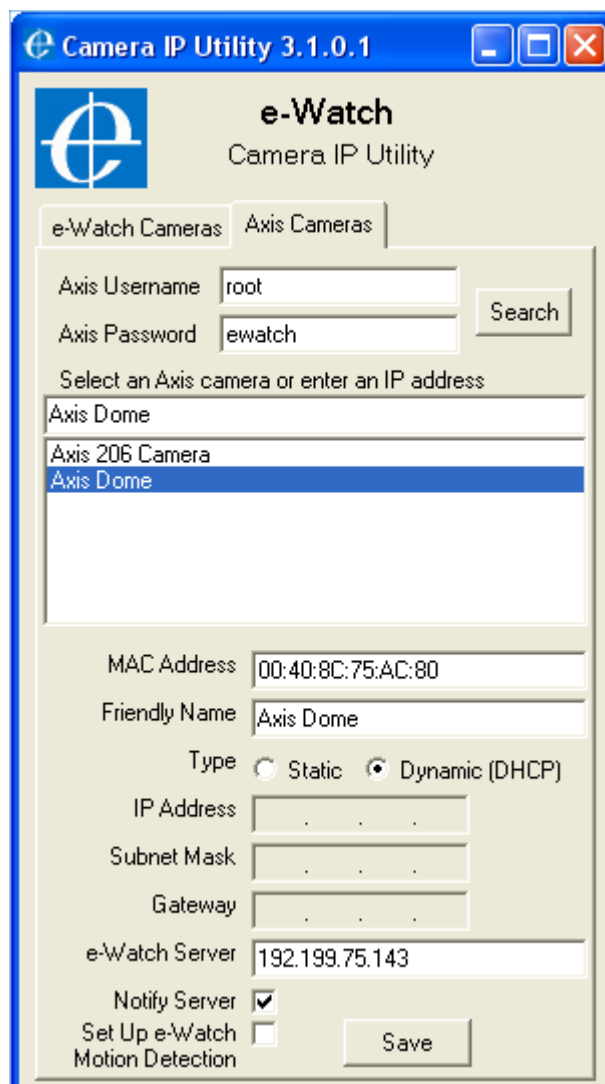 Camera IP Utility 3.1.0.1
e
e-Watch
Camera IP Utility
e-Watch Cameras Axis Cameras
Axis Username root
Search
Axis Password ewatch
Select an Axis camera or enter an IP address
Axis Dome
Axis 206 Camera
Axis Dome
MAC Address 00:40:8C:75:AC:80
Friendly Name Axis Dome
Type Static Dynamic (DHCP)
IP Address . . .
Subnet Mask . . .
Gateway . . .
e-Watch Server 192.199.75.143
Notify Server
Set Up e-Watch
Motion Detection
Save